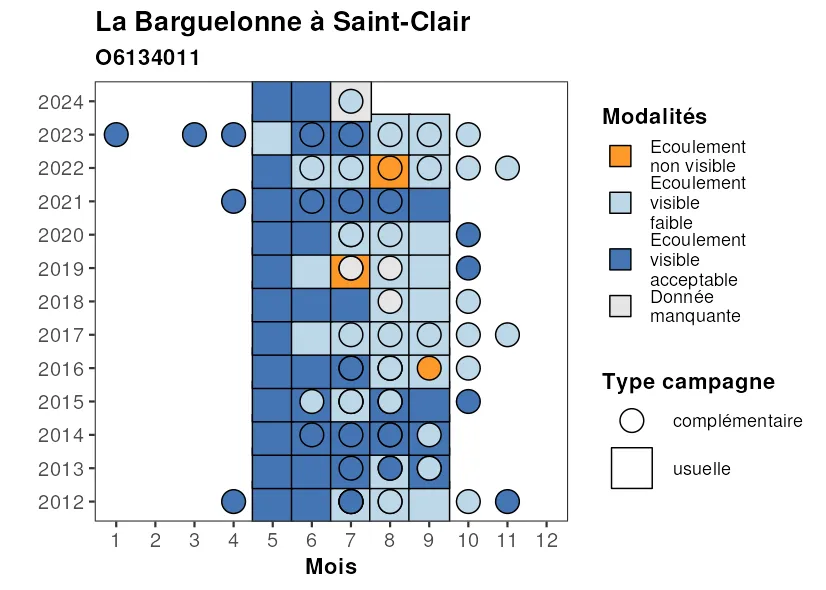 La Barguelonne à Saint-Clair
O6134011
2024
2023
2022
2021
2020
2019
2018
2017
2016
2015
2014
2013
2012
1 2 3 4 5 6 7 8 9 10 11 12
Mois
Modalités
Ecoulement
non visible
Ecoulement
visible
faible
Ecoulement
visible
acceptable
Donnée
manquante
Type campagne
complémentaire
usuelle